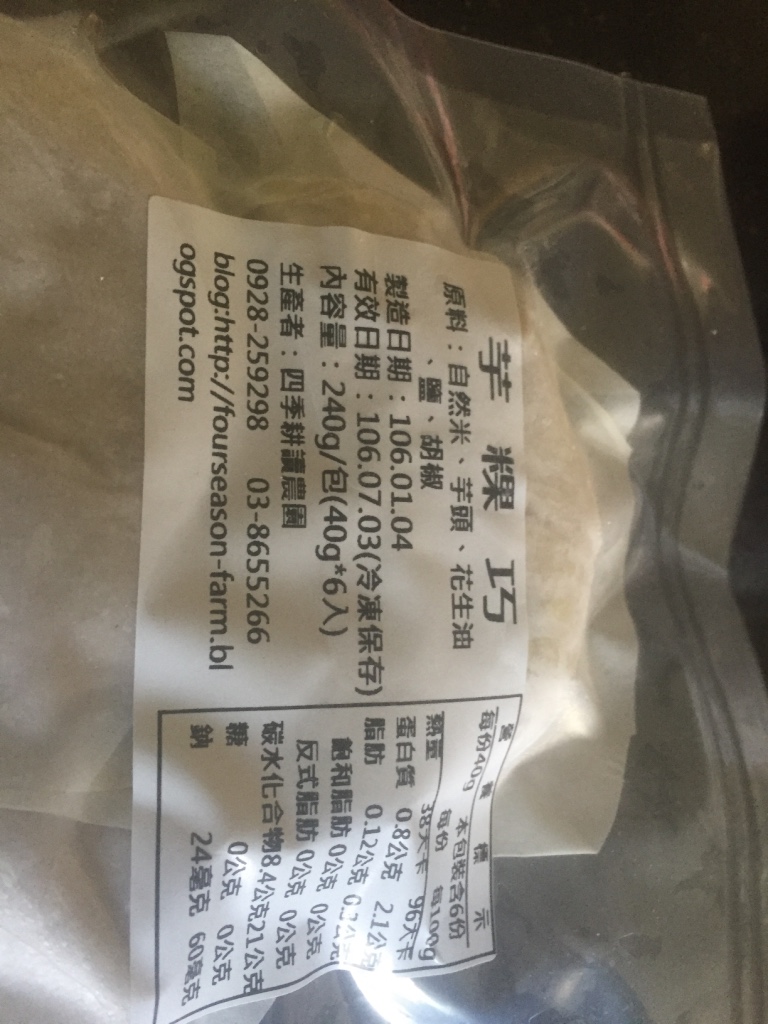 芋 粿 巧
原料：自然米、芋頭、花生油
、鹽、胡椒
製造日期：106.01.04
有效日期：106.07.03(冷凍保存)
內容量：240g/包(40g*6入)
生產者：四季耕讀農園
0928-259298 03-8655266
blog:http://fourseason-farm.bl
ogspot.com
營 養 標 示
每份40g 本包裝含6份
每份 每100g
熱量 38大卡 96大卡
蛋白質 0.8公克 2.1公克
脂肪 0.12公克
飽和脂肪 0公克 0公克
反式脂肪 0公克 0公克
碳水化合物8.4公克21公克
糖 0公克 0公克
鈉 24毫克 60毫克